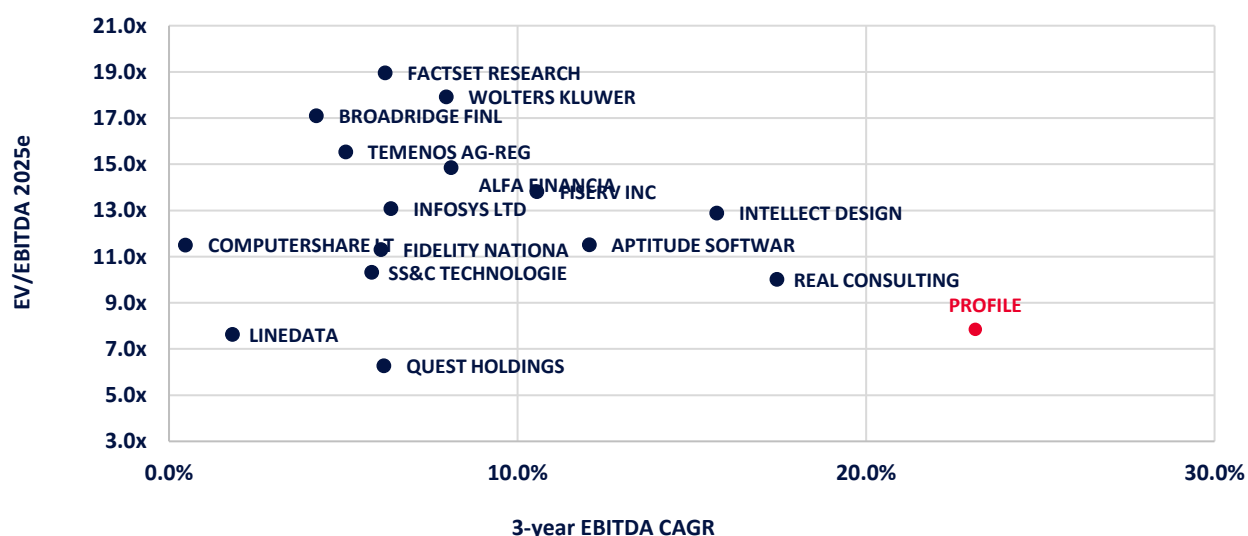 21.0x
19.0x
17.0x
15.0x
13.0x
11.0x
9.0x
7.0x
5.0x
3.0x
EV/EBITDA 2025e
FACTSET RESEARCH
WOLTERS KLUWER
BROADRIDGE FINL
TEMENOS AG-REG
ALFA FINANCIA
FISERV INC
INFOSYS LTD
INTELLECT DESIGN
COMPUTERSHARE LT
FIDELITY NATIONA
APTITUDE SOFTWAR
SS&C TECHNOLOGIE
REAL CONSULTING
PROFILE
LINEDATA
QUEST HOLDINGS
0.0%
10.0%
20.0%
30.0%
3-year EBITDA CAGR